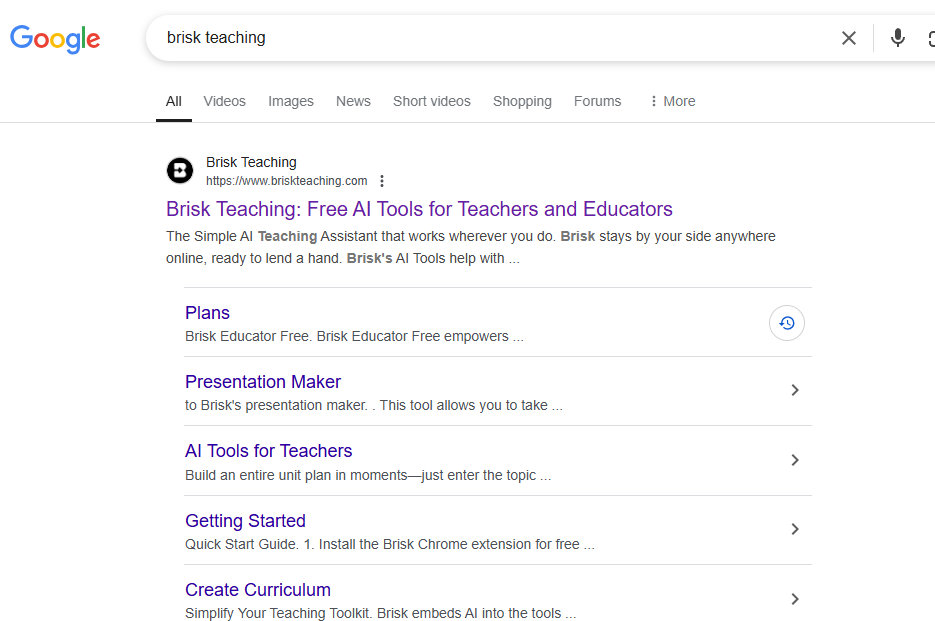 Google
brisk teaching
All Videos Images News Short videos Shopping Forums More
Brisk Teaching
https://www.briskteaching.com
Brisk Teaching: Free AI Tools for Teachers and Educators
The Simple AI Teaching Assistant that works wherever you do. Brisk stays by your side anywhere
online, ready to lend a hand. Brisk's AI Tools help with ...
Plans
Brisk Educator Free. Brisk Educator Free empowers ...
Presentation Maker
to Brisk's presentation maker. . This tool allows you to take ...
AI Tools for Teachers
Build an entire unit plan in moments—just enter the topic ...
Getting Started
Quick Start Guide. 1. Install the Brisk Chrome extension for free ...
Create Curriculum
Simplify Your Teaching Toolkit. Brisk embeds AI into the tools ...